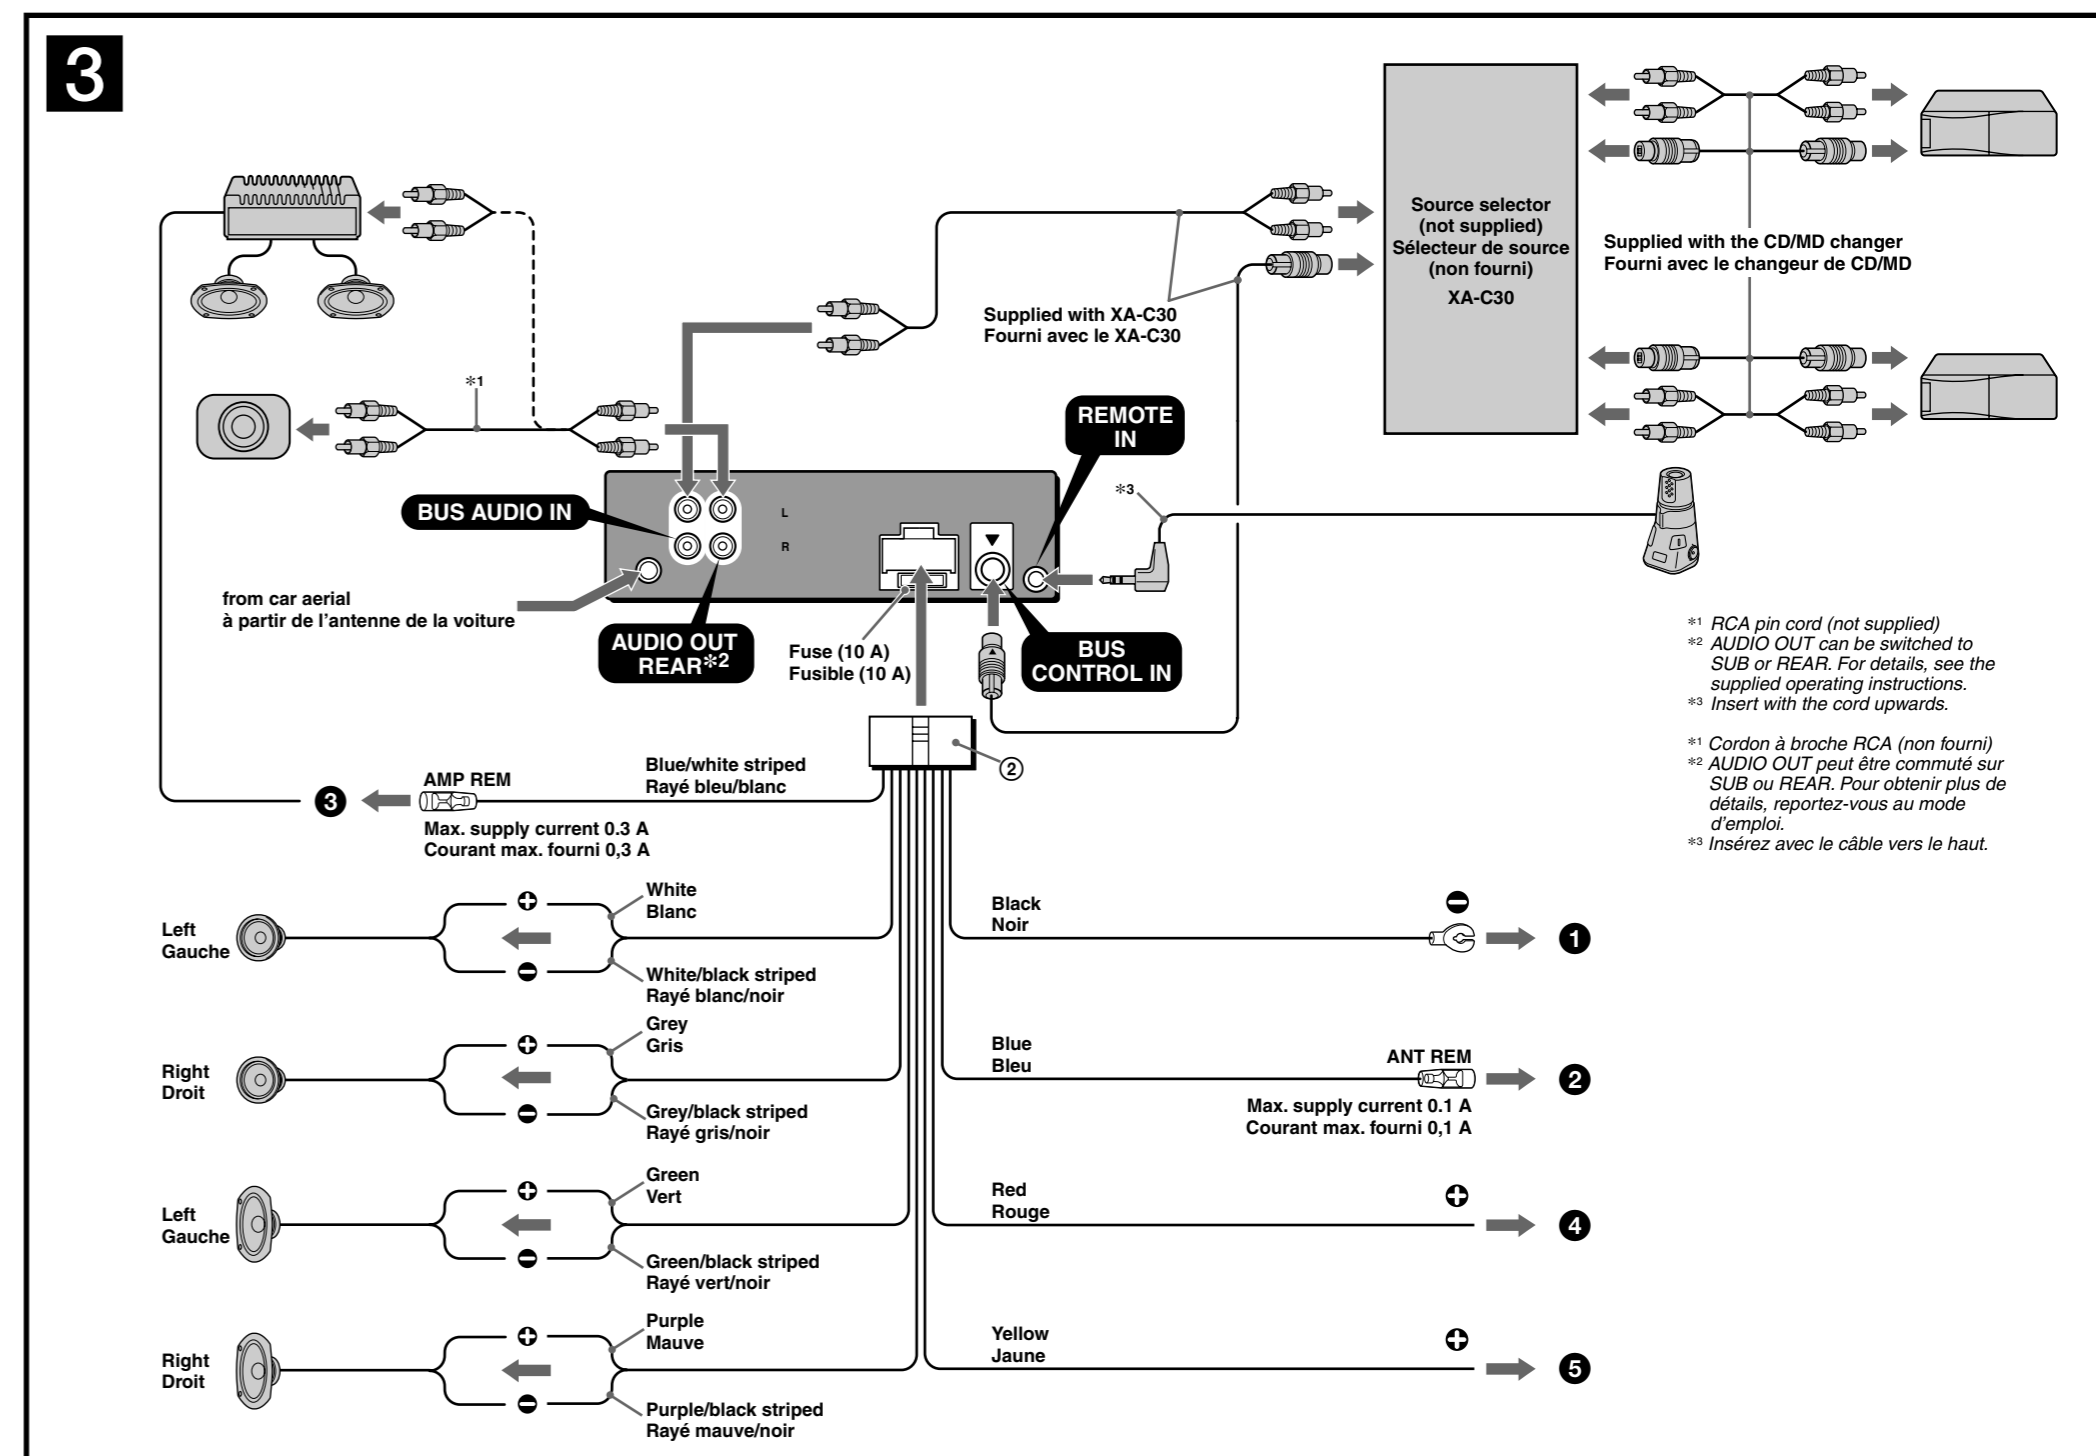 3
Source selector
(not supplied)
Sélecteur de source
(non fourni)
XA-C30
Supplied with the CD/MD changer
Fourni avec le changeur de CD/MD
Supplied with XA-C30
Fourni avec le XA-C30
*1
REMOTE
IN
*3
BUS AUDIO IN
L
R
from car aerial
à partir de l'antenne de la voiture
AUDIO OUT
REAR*2
Fuse (10 A)
Fusible (10 A)
BUS
CONTROL IN
*1 RCA pin cord (not supplied)
*2 AUDIO OUT can be switched to
SUB or REAR. For details, see the
supplied operating instructions.
*3 Insert with the cord upwards.
*1 Cordon à broche RCA (non fourni)
*2 AUDIO OUT peut être commuté sur
SUB ou REAR. Pour obtenir plus de
détails, reportez-vous au mode
d'emploi.
*3 Insérez avec le câble vers le haut.
②
❸
AMP REM
Blue/white striped
Rayé bleu/blanc
Max. supply current 0.3 A
Courant max. fourni 0,3 A
Left
Gauche
+
−
White
Blanc
White/black striped
Rayé blanc/noir
Right
Droit
+
−
Grey
Gris
Grey/black striped
Rayé gris/noir
Left
Gauche
+
−
Green
Vert
Green/black striped
Rayé vert/noir
Right
Droit
+
−
Purple
Mauve
Purple/black striped
Rayé mauve/noir
Black
Noir
−
❶
Blue
Bleu
ANT REM
❷
Max. supply current 0.1 A
Courant max. fourni 0,1 A
Red
Rouge
+
❹
Yellow
Jaune
+
❺